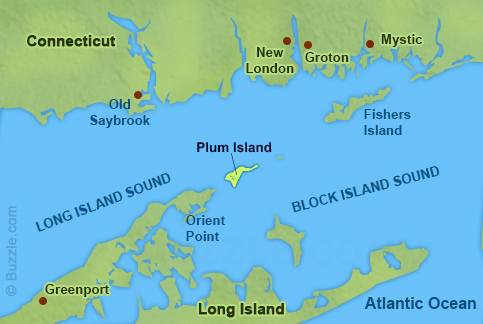 Connecticut
Mystic
New
London
Groton
Old
Saybrook
Fishers
Island
Plum Island
LONG ISLAND SOUND
BLOCK ISLAND SOUND
Orient
Point
Greenport
Long Island
Atlantic Ocean
© Buzzle.com